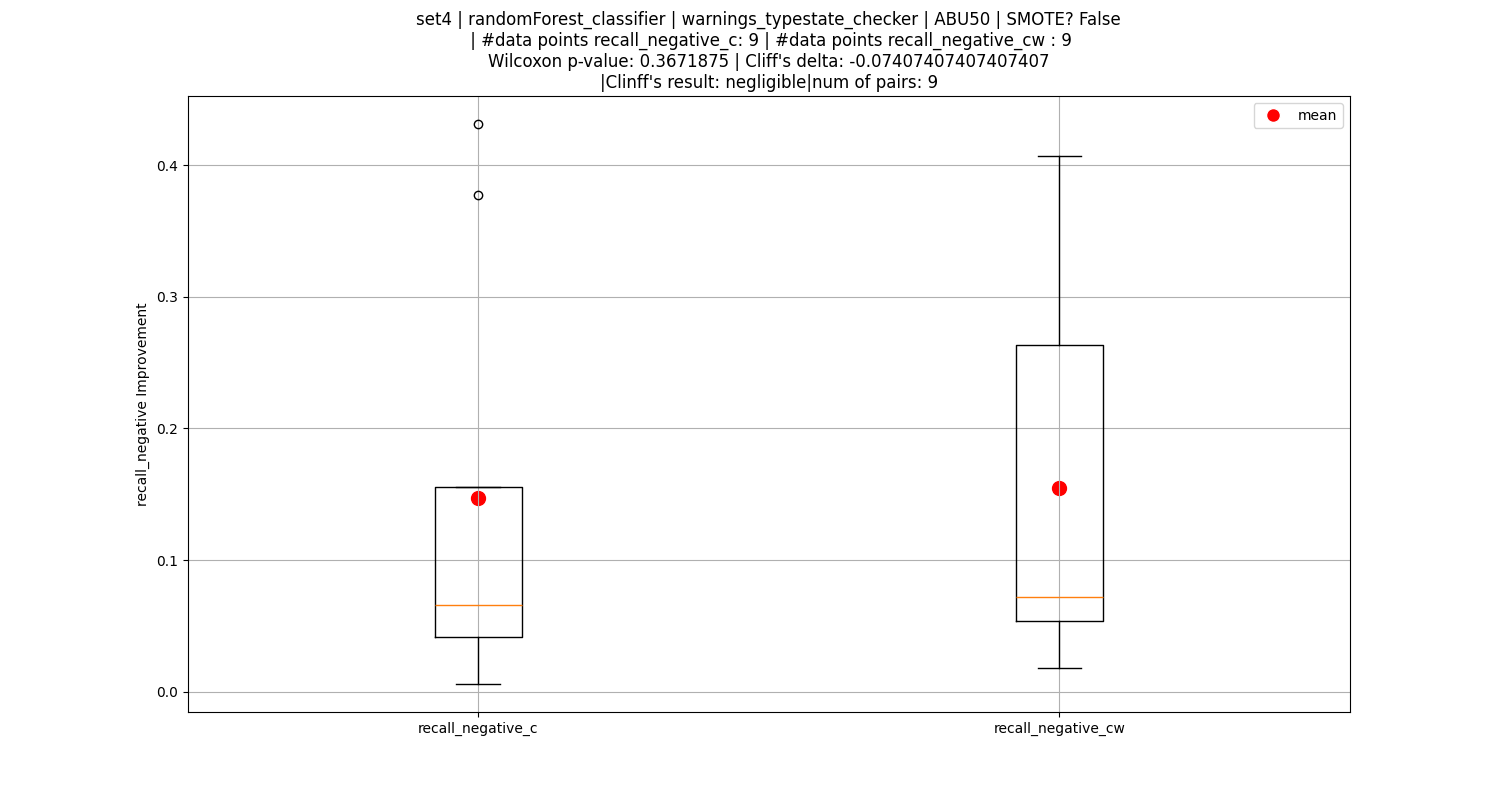 set4 | randomForest_classifier | warnings_typestate_checker | ABU50 | SMOTE? False
| #data points recall_negative_c: 9 | #data points recall_negative_cw : 9
Wilcoxon p-value: 0.3671875 | Cliff's delta: -0.07407407407407407
|Clinff's result: negligible|num of pairs: 9
mean
0.4
0.3
0.2
0.1
0.0
recall_negative Improvement
recall_negative_c
recall_negative_cw